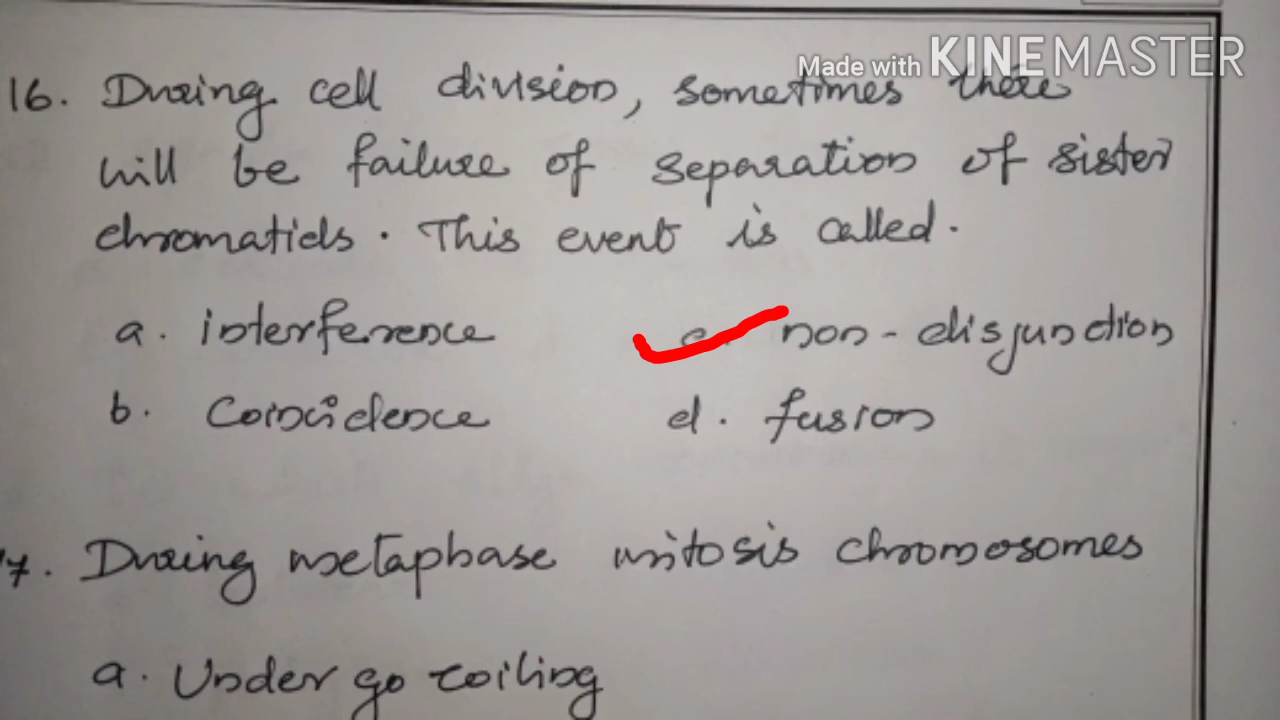 Made with KINEMASTER
16. During cell division, sometimes there
will be failure of separation of sister
chromatids. This event is called.
a. interference c. non-disjunction
b. Coincidence d. fusion
17. During metaphase mitosis chromosomes
a. Under go coiling